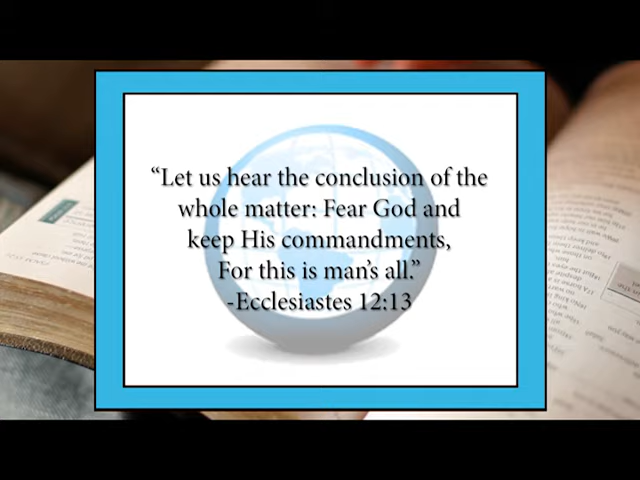 “Let us hear the conclusion of the
whole matter: Fear God and
keep His commandments,
For this is man’s all.”
-Ecclesiastes 12:13